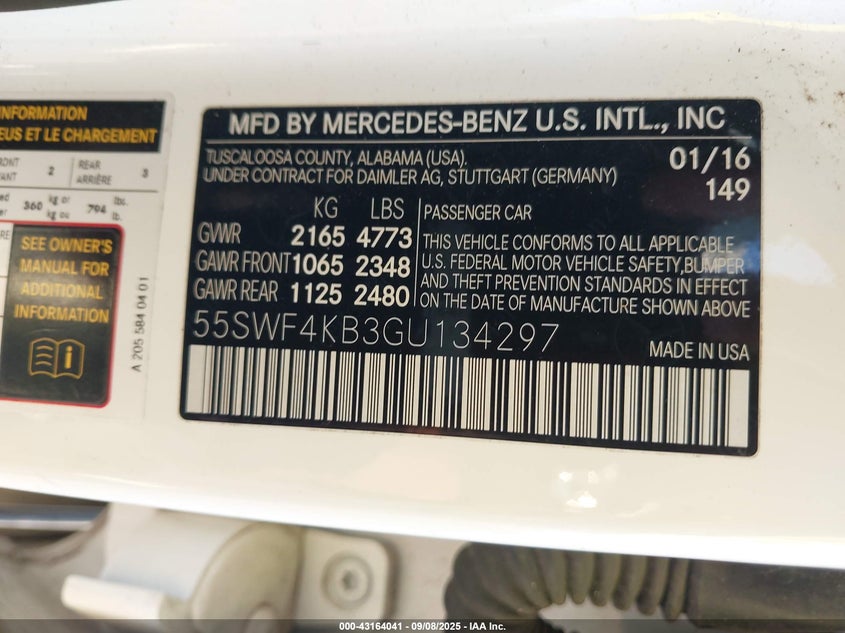 INFORMATION
EUS ET LE CHARGEMENT
2 REAR ARRIÈRE 3
360 kg or kg ou 794 lbs. lb.
SEE OWNER'S
MANUAL FOR
ADDITIONAL
INFORMATION
A 205 584 04 01
MFD BY MERCEDES-BENZ U.S. INTL., INC
TUSCALOOSA COUNTY, ALABAMA (USA). 01/16
UNDER CONTRACT FOR DAIMLER AG, STUTTGART (GERMANY) 149
KG LBS
GVWR 2165 4773
GAWR FRONT 1065 2348
GAWR REAR 1125 2480
PASSENGER CAR
THIS VEHICLE CONFORMS TO ALL APPLICABLE
U.S. FEDERAL MOTOR VEHICLE SAFETY,BUMPER
AND THEFT PREVENTION STANDARDS IN EFFECT
ON THE DATE OF MANUFACTURE SHOWN ABOVE
55SWF4KB3GU134297
MADE IN USA
000-43164041 - 09/08/2025 - IAA Inc.